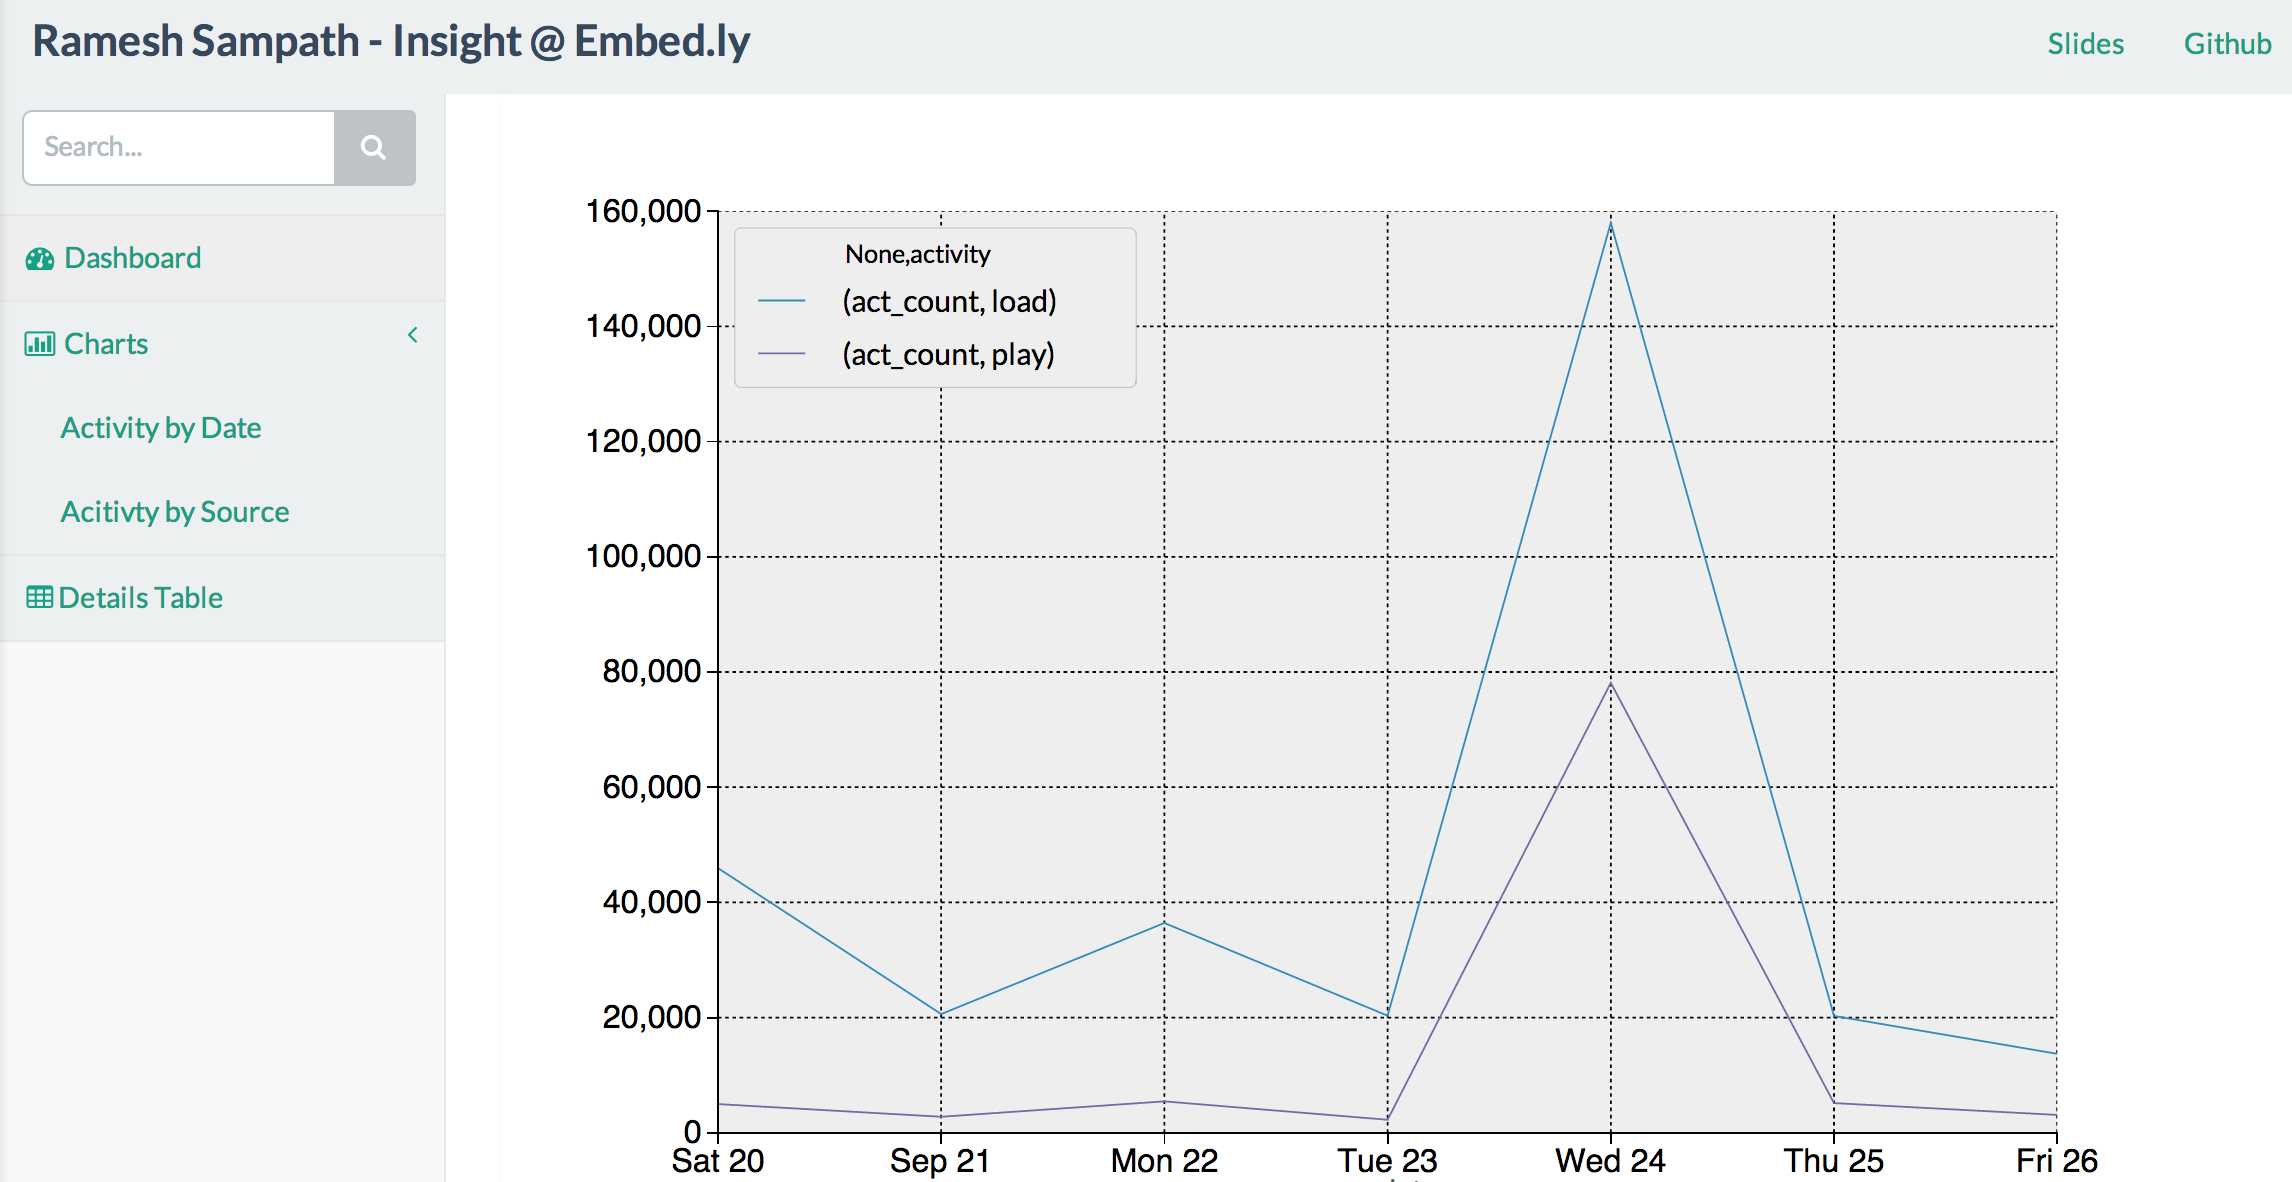 Ramesh Sampath - Insight @ Embed.ly
Slides
Github
Search...
Dashboard
Charts
Activity by Date
Acitivty by Source
Details Table
None,activity
(act_count, load)
(act_count, play)
160,000
140,000
120,000
100,000
80,000
60,000
40,000
20,000
0
Sat 20
Sep 21
Mon 22
Tue 23
Wed 24
Thu 25
Fri 26